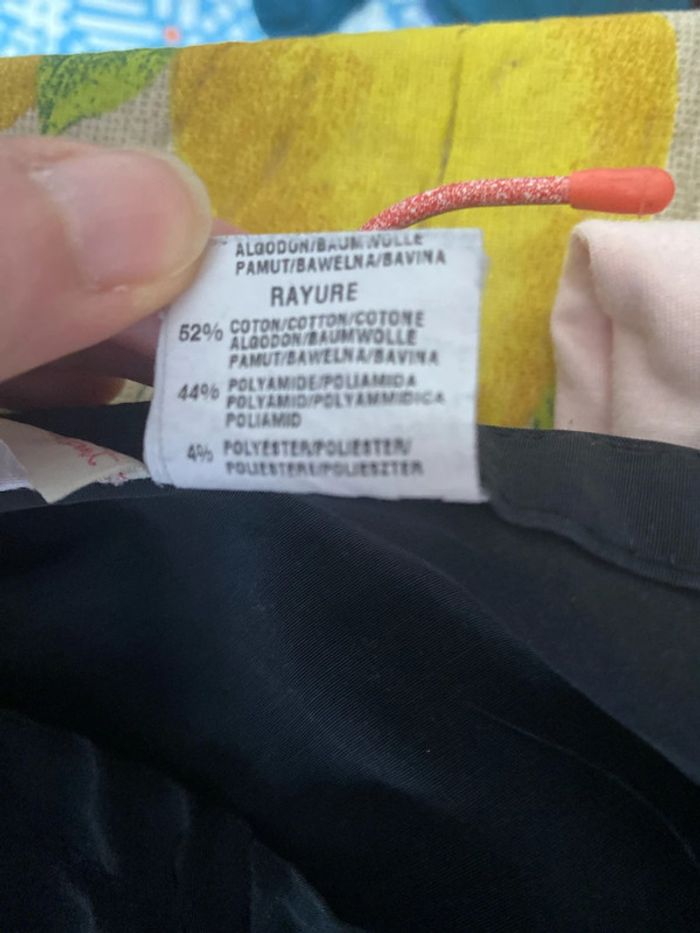 ALGODON/BAUMWOLLE
PAMUT/BAWELNA/BAVINA
RAYURE
52% COTON/COTTON/COTONE
ALGODON/BAUMWOLLE
PAMUT/BAWELNA/BAVINA
44% POLYAMIDE/POLIAMIDA
POLYAMID/POLYAMMIDICA
POLIAMID
4% POLYESTER/POLIESTER/
POLIESTERE/POLIESZTER